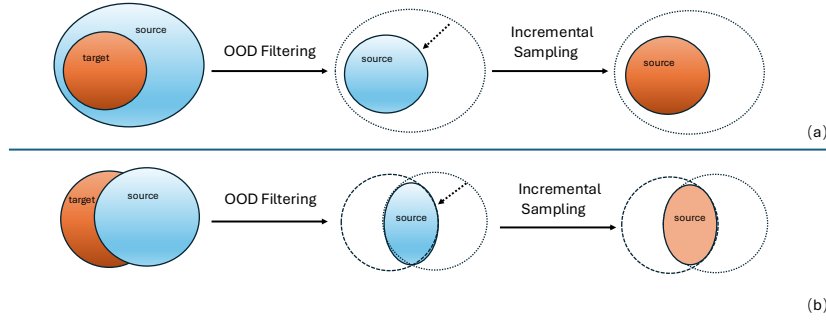 source
target
OOD Filtering
source
Incremental
Sampling
source
(a)
target
source
OOD Filtering
source
Incremental
Sampling
source
(b)